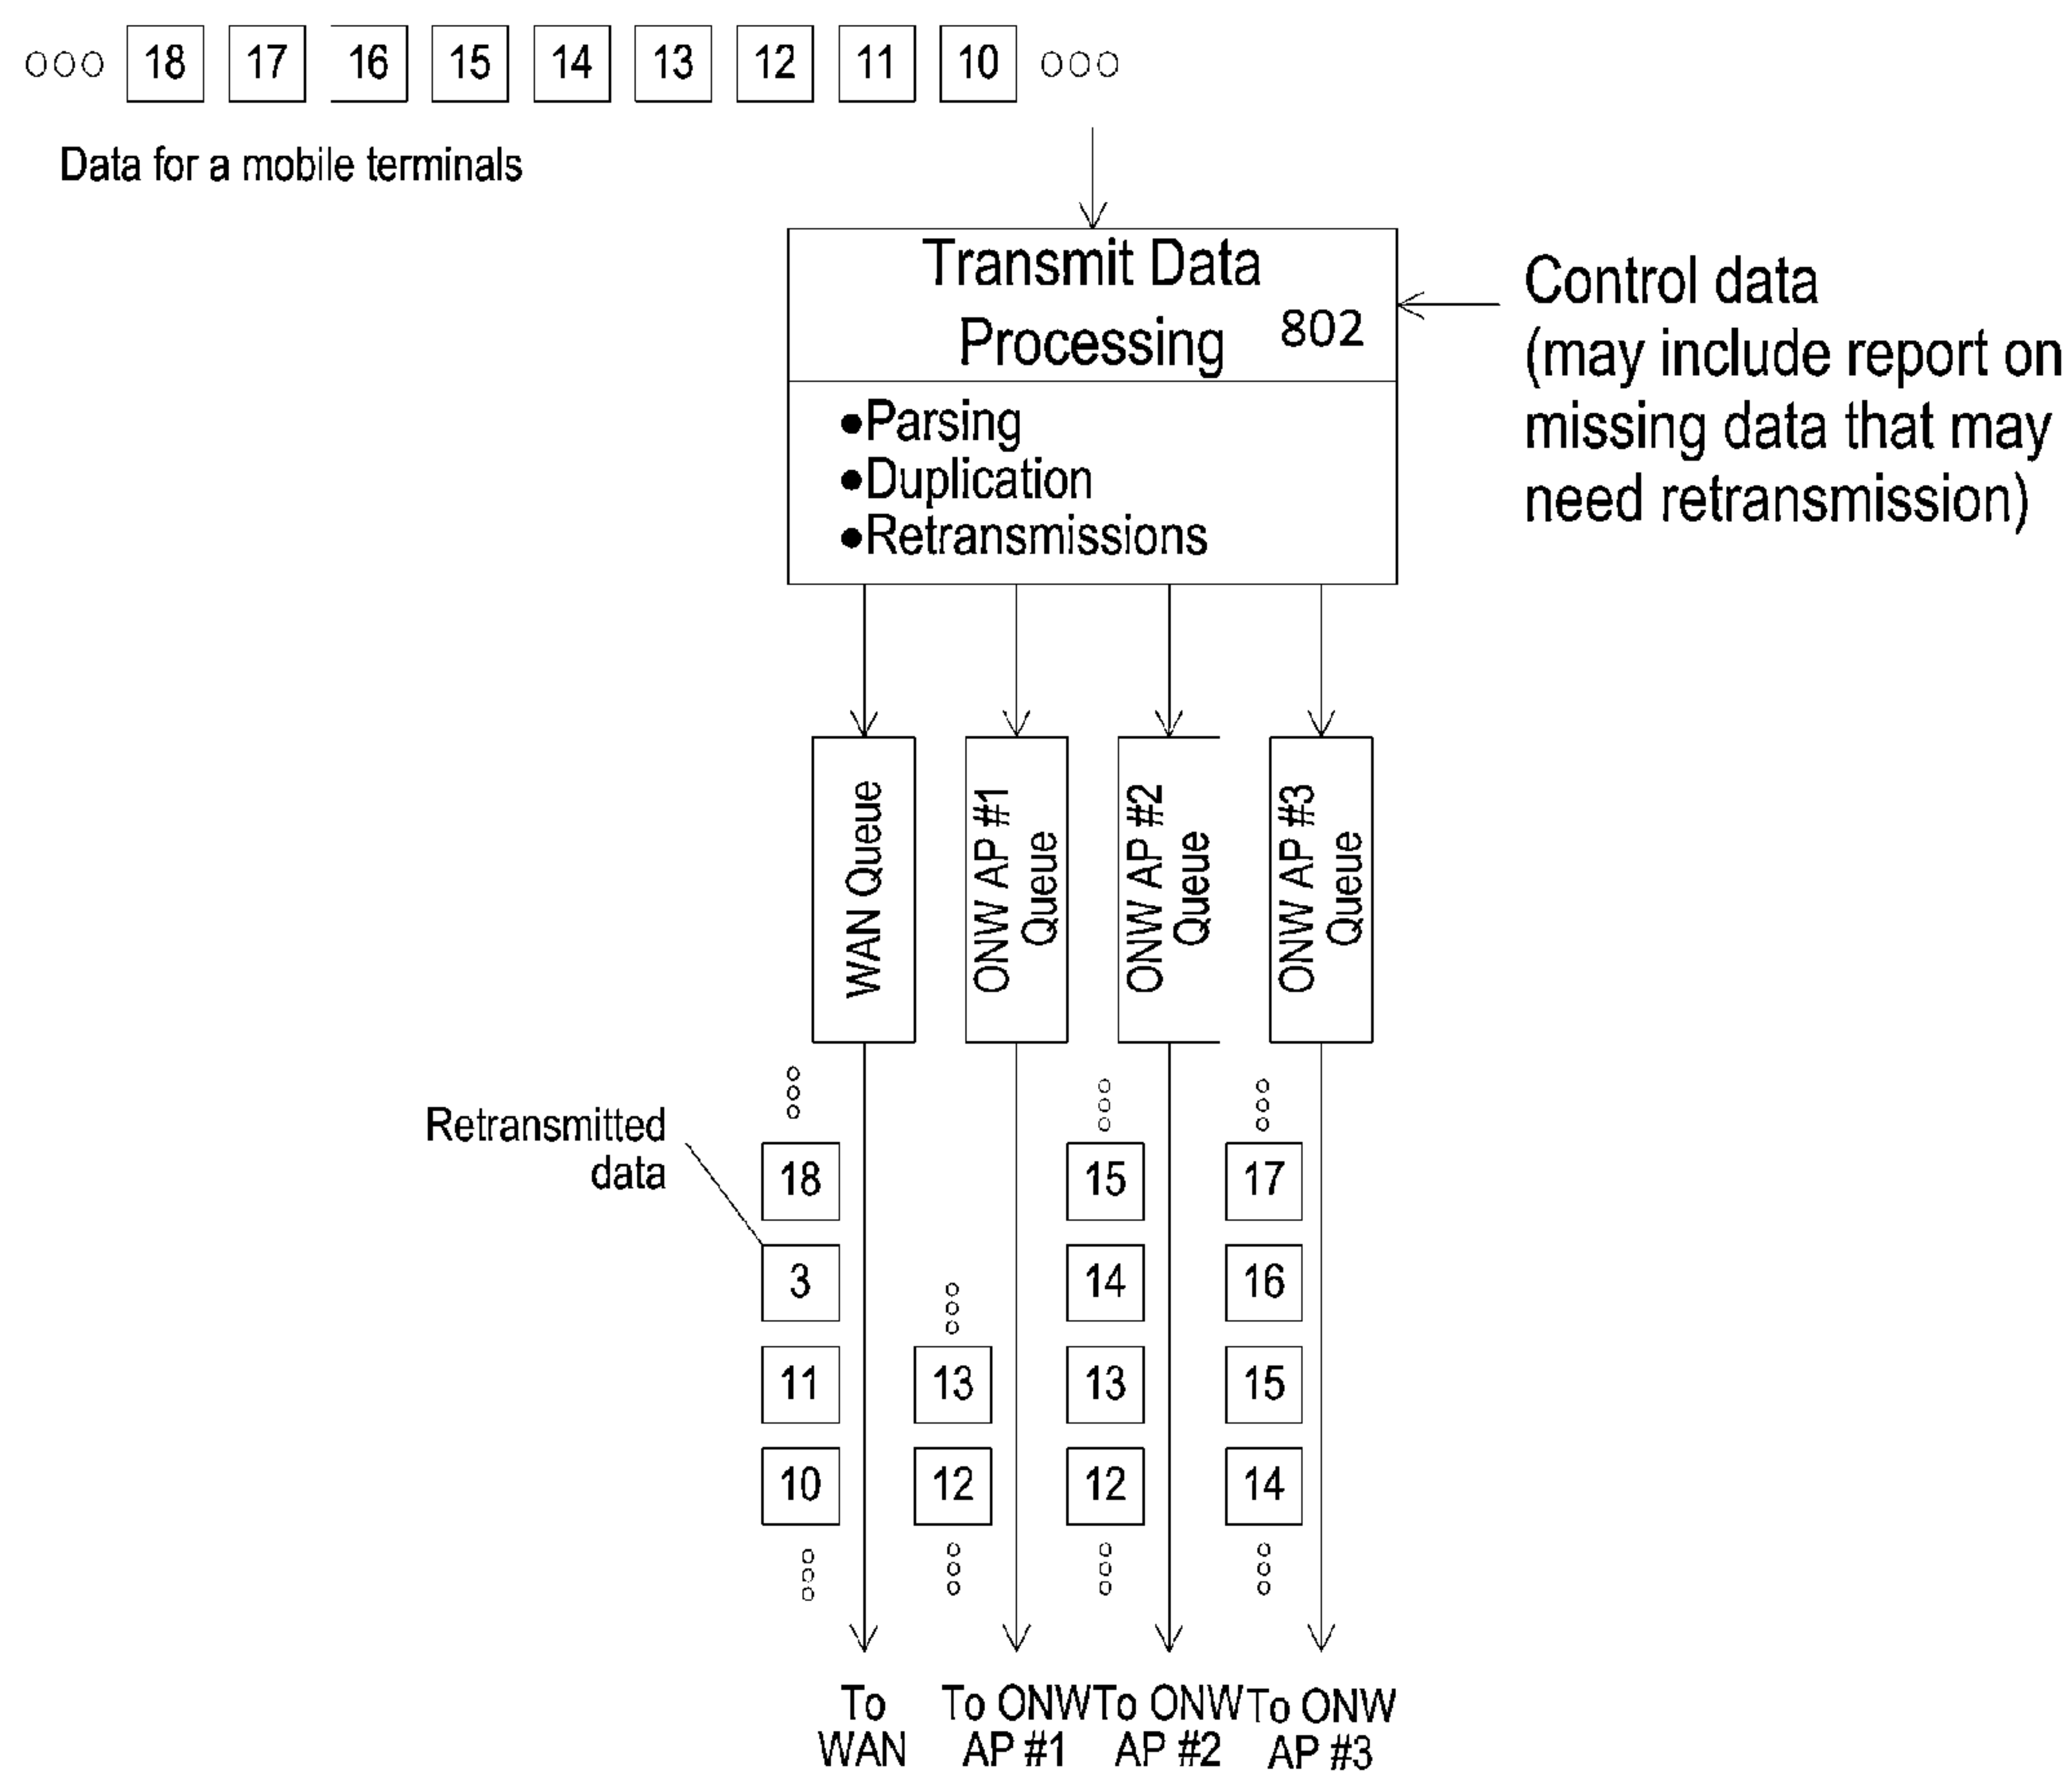 ooo 18 17 16 15 14 13 12 11 10 ooo
Data for a mobile terminals
Transmit Data
Processing 802
●Parsing
●Duplication
●Retransmissions
Control data
(may include report on
missing data that may
need retransmission)
WAN Queue
ONW AP #1
Queue
ONW AP #2
Queue
ONW AP #3
Queue
Retransmitted
data
18 15 17
3 14 16
11 13 13 15
10 12 12 14
To
WAN
To ONW
AP #1
To ONW
AP #2
To ONW
AP #3